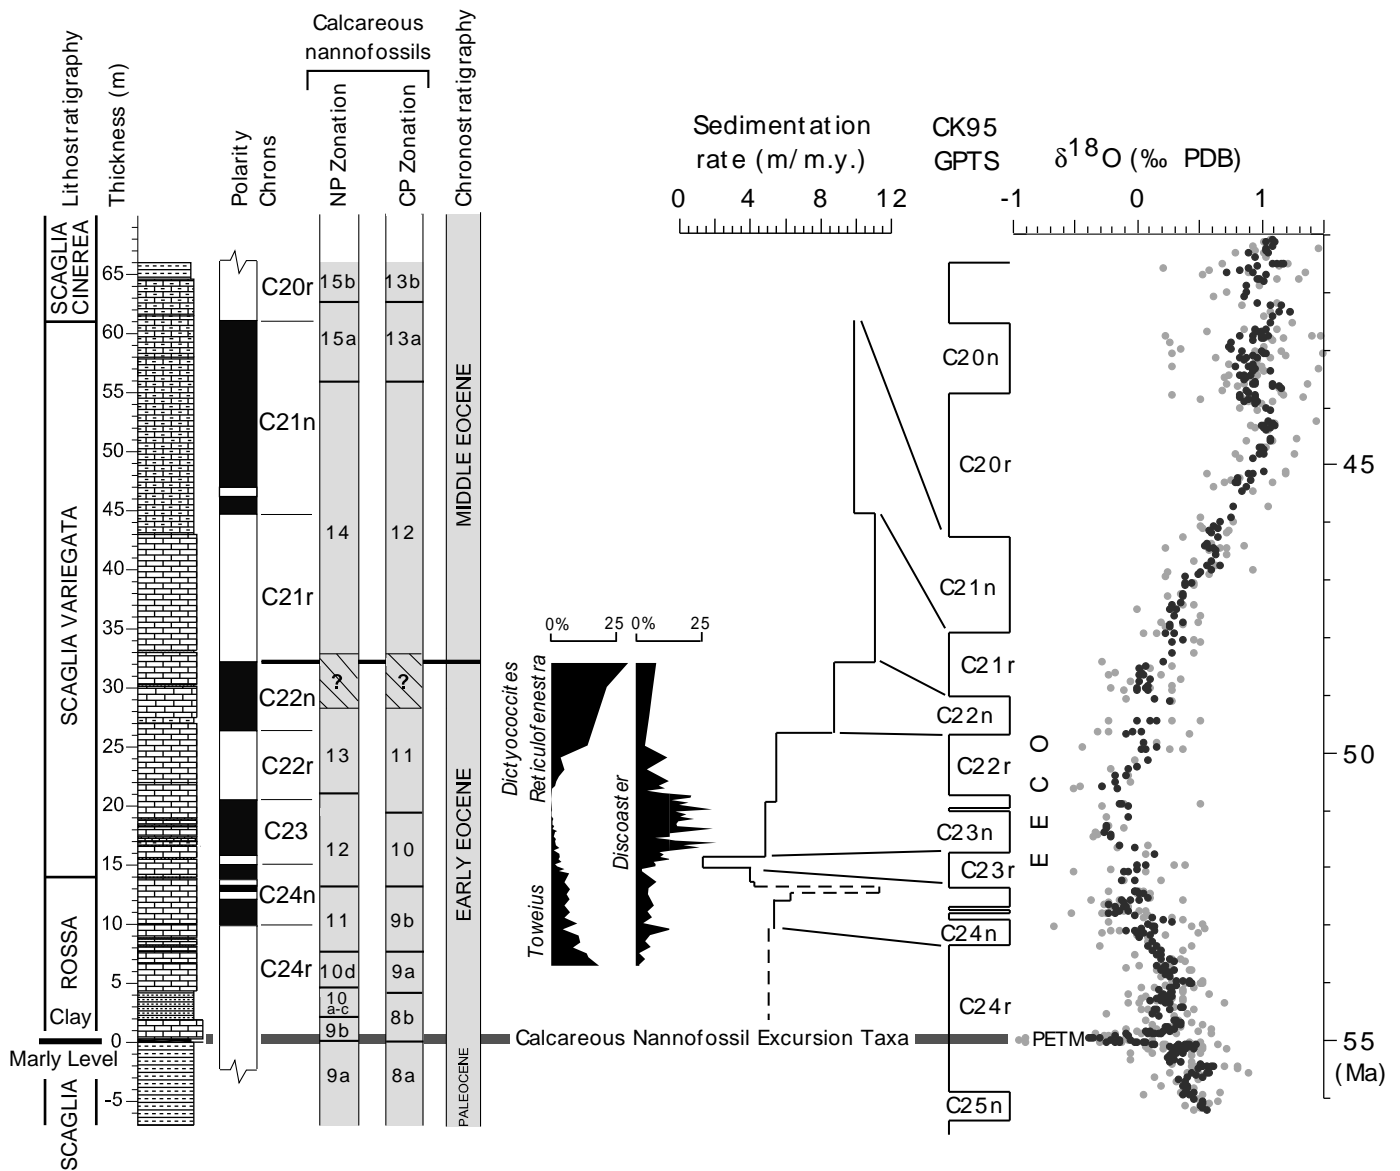 Calcareous
nannofossils
Lithostratigraphy
Thickness (m)
Polarity
Chrons
NP Zonation
CP Zonation
Chronostratigraphy
Sedimentation
rate (m/m.y.)
0 4 8 12
CK95
GPTS
δ18O (‰ PDB)
-1 0 1
SCAGLIA
CINEREA
SCAGLIA VARIEGATA
ROSSA
Clay
Marly Level
SCAGLIA
65
60
55
50
45
40
35
30
25
20
15
10
5
0
-5
C20r
C21n
C21r
C22n
C22r
C23
C24n
C24r
15b
15a
14
?
13
12
11
10d
10
a-c
9b
9a
13b
13a
12
?
11
10
9b
9a
8b
8a
MIDDLE EOCENE
EARLY EOCENE
PALEOCENE
0% 25
0% 25
Dictyococcites
Reticulofenestra
Toweius
Discoaster
Calcareous Nannofossil Excursion Taxa
C20n
C20r
C21n
C21r
C22n
C22r
C23n
C23r
C24n
C24r
C25n
EECO
PETM
45
50
55
(Ma)